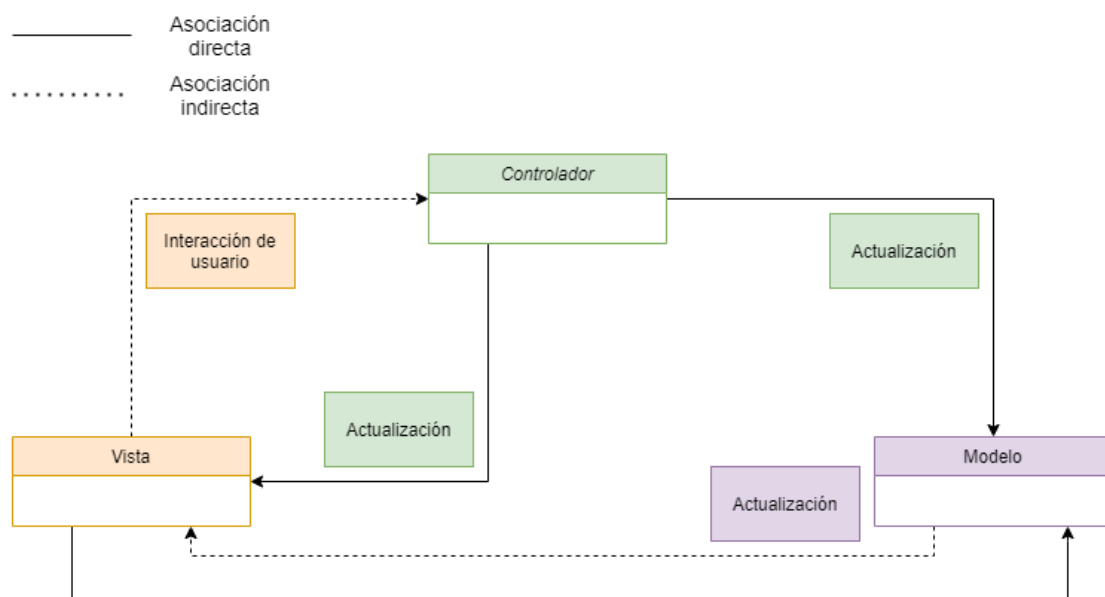 Asociación
directa
Asociación
indirecta
Controlador
Interacción de
usuario
Actualización
Actualización
Vista
Modelo
Actualización